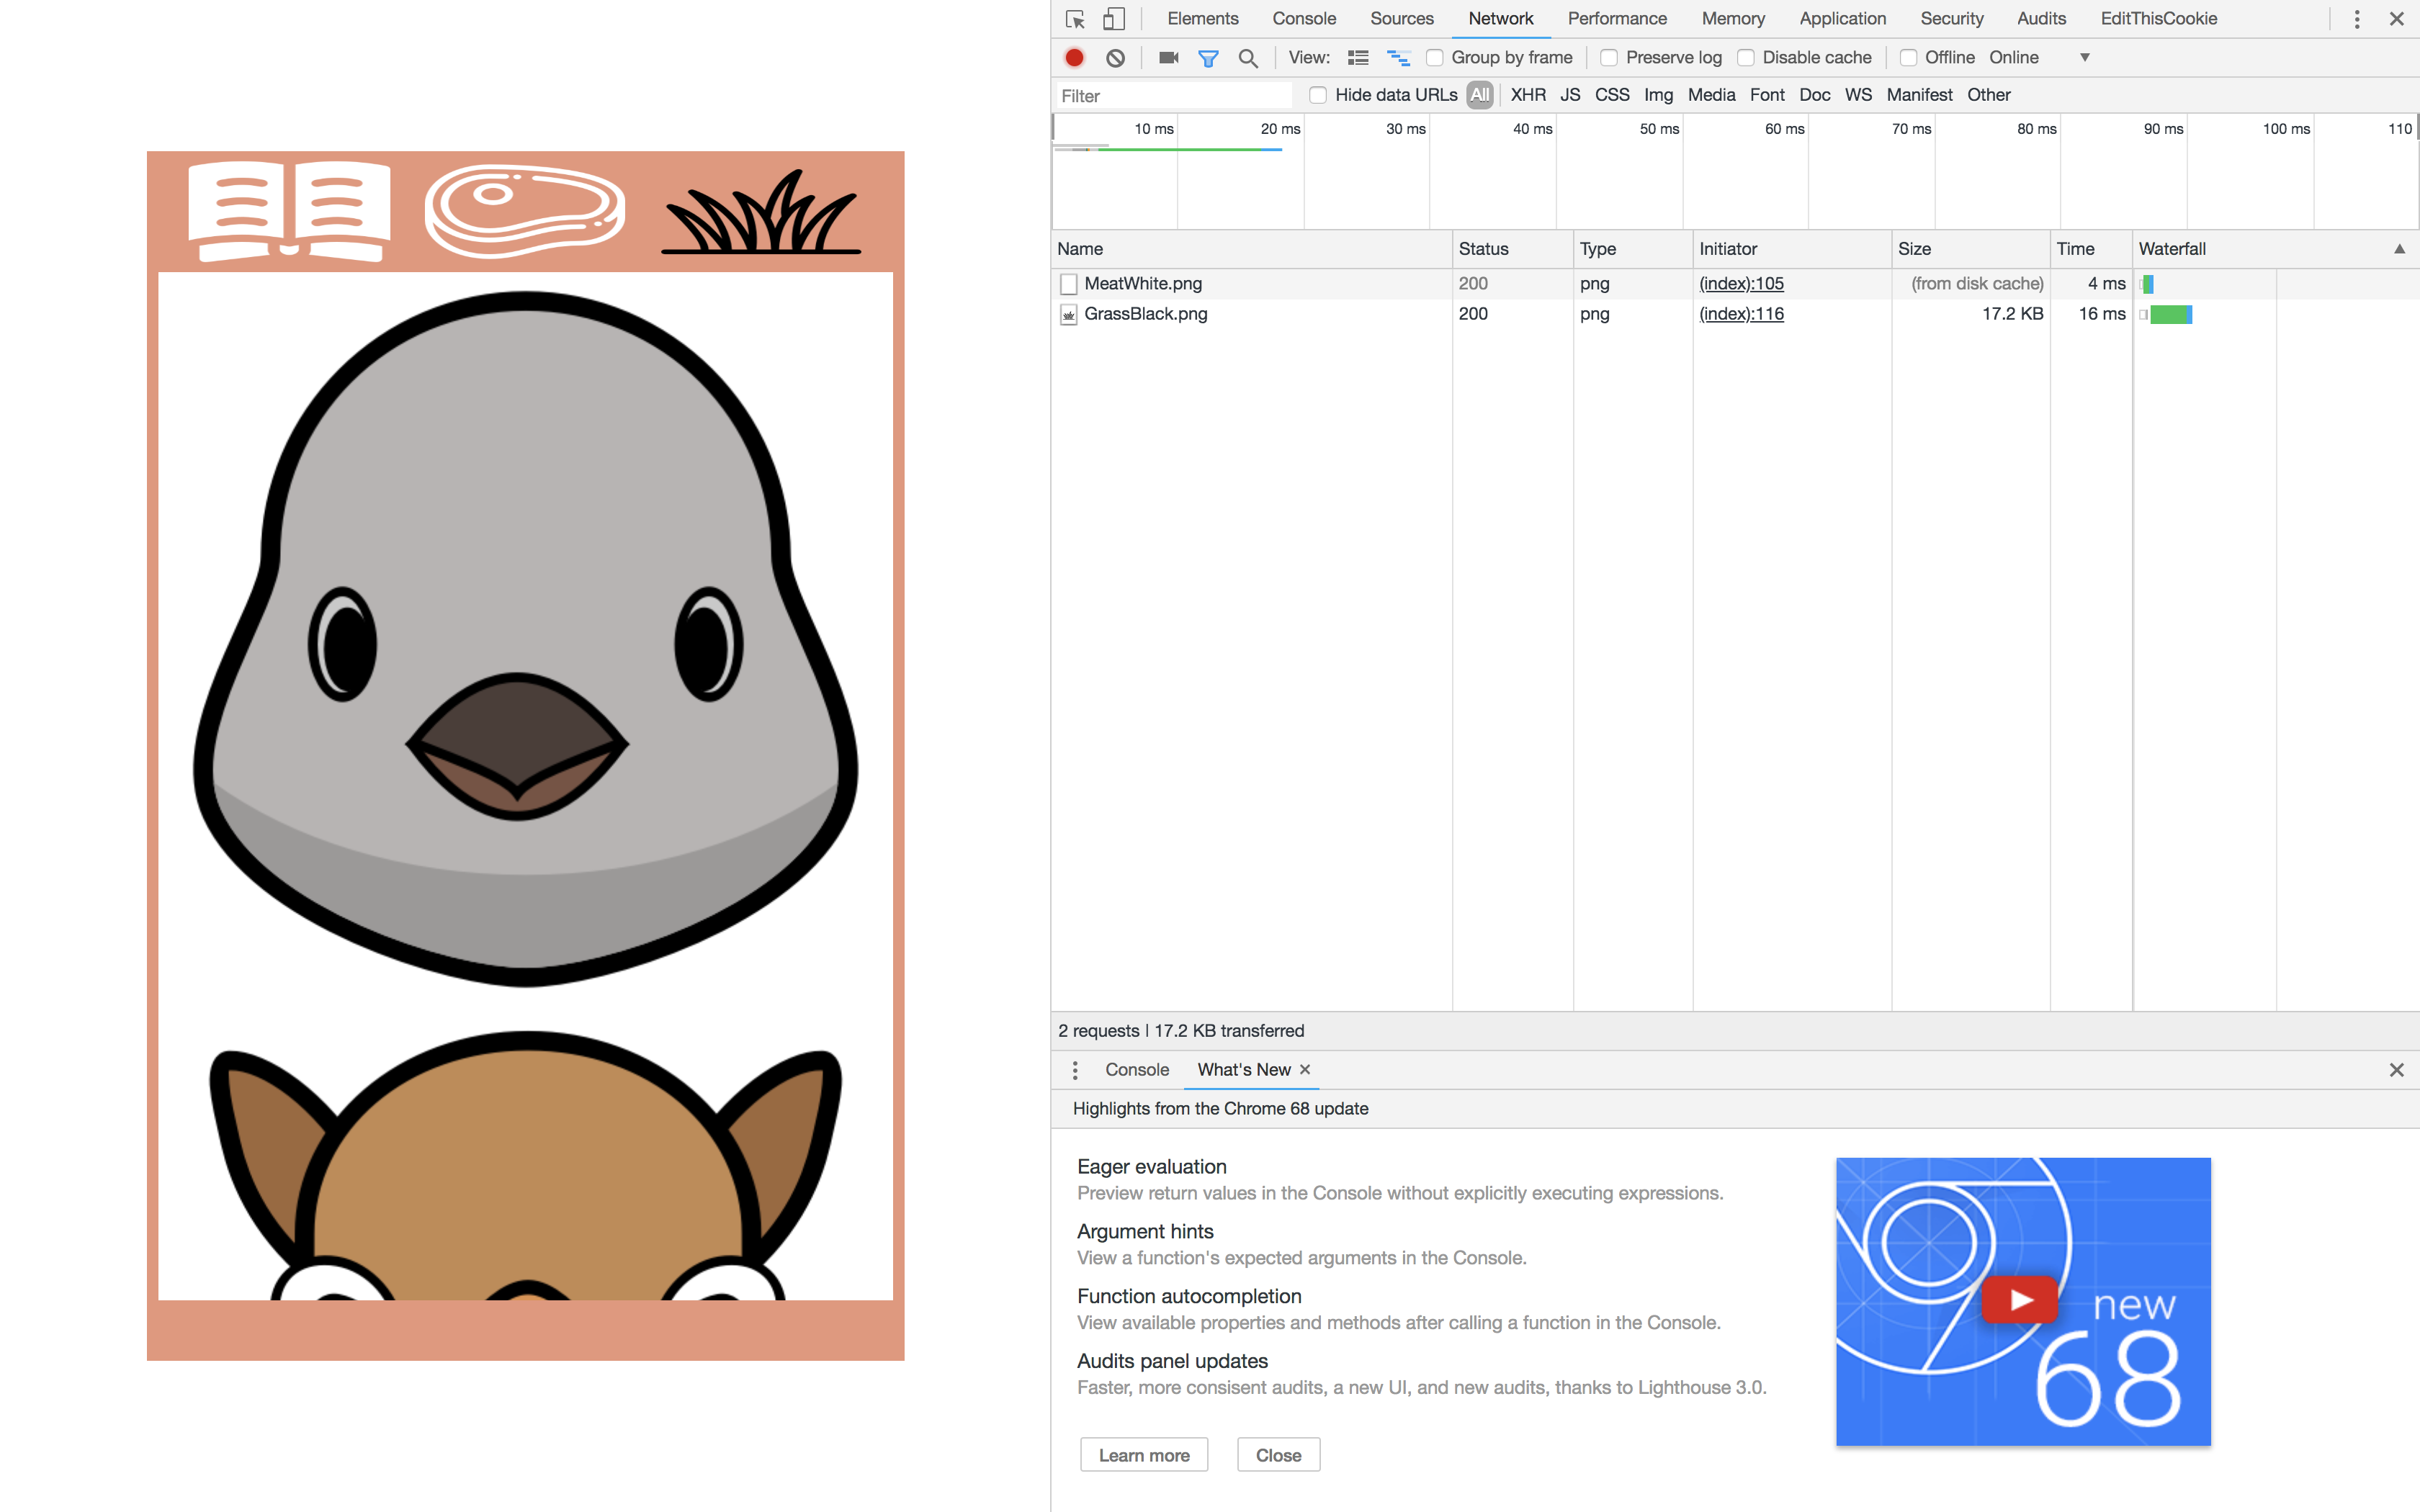 Elements Console Sources Network Performance Memory Application Security Audits EditThisCookie
View: Group by frame Preserve log Disable cache Offline Online
Filter Hide data URLs All XHR JS CSS Img Media Font Doc WS Manifest Other
10 ms 20 ms 30 ms 40 ms 50 ms 60 ms 70 ms 80 ms 90 ms 100 ms 110
Name Status Type Initiator Size Time Waterfall
MeatWhite.png 200 png (index):105 (from disk cache) 4 ms
GrassBlack.png 200 png (index):116 17.2 KB 16 ms
2 requests | 17.2 KB transferred
Console What's New
Highlights from the Chrome 68 update
Eager evaluation
Preview return values in the Console without explicitly executing expressions.
Argument hints
View a function's expected arguments in the Console.
Function autocompletion
View available properties and methods after calling a function in the Console.
Audits panel updates
Faster, more consisent audits, a new UI, and new audits, thanks to Lighthouse 3.0.
new
68
Learn more Close